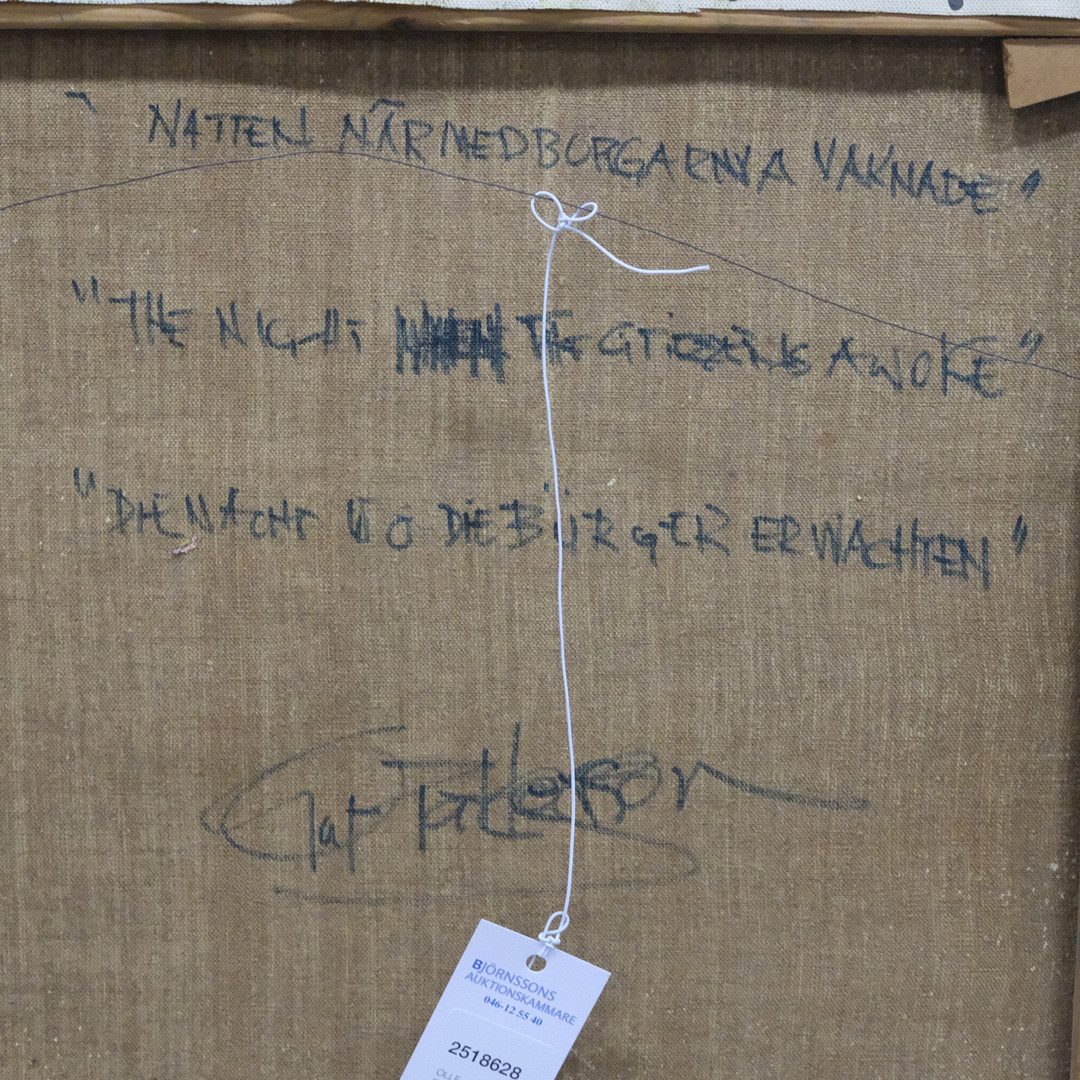 " NATTEN NÄR MEDBORGARNA VAKNADE "
" THE NIGHT THE CITIZENS AWOKE "
" DIE NACHT WO DIE BÜRGER ERWACHTEN "
BJÖRNSSONS
AUKTIONSKAMMARE
046-12 55 40
2518628